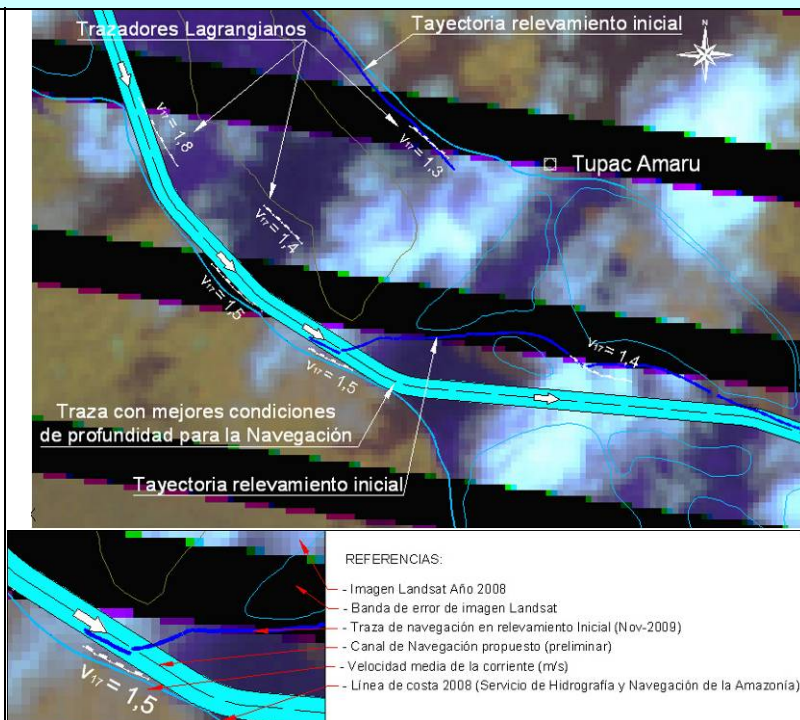 Trazadores Lagrangianos
Tayectoria relevamiento inicial
N
V17 = 1,8
V17 = 1,3
Tupac Amaru
V17 = 1,4
V17 = 1,5
V17 = 1,4
V17 = 1,5
Traza con mejores condiciones
de profundidad para la Navegación
Tayectoria relevamiento inicial
V17 = 1,5
REFERENCIAS:
- Imagen Landsat Año 2008
- Banda de error de imagen Landsat
- Traza de navegación en relevamiento Inicial (Nov-2009)
- Canal de Navegación propuesto (preliminar)
- Velocidad media de la corriente (m/s)
- Línea de costa 2008 (Servicio de Hidrografía y Navegación de la Amazonía)